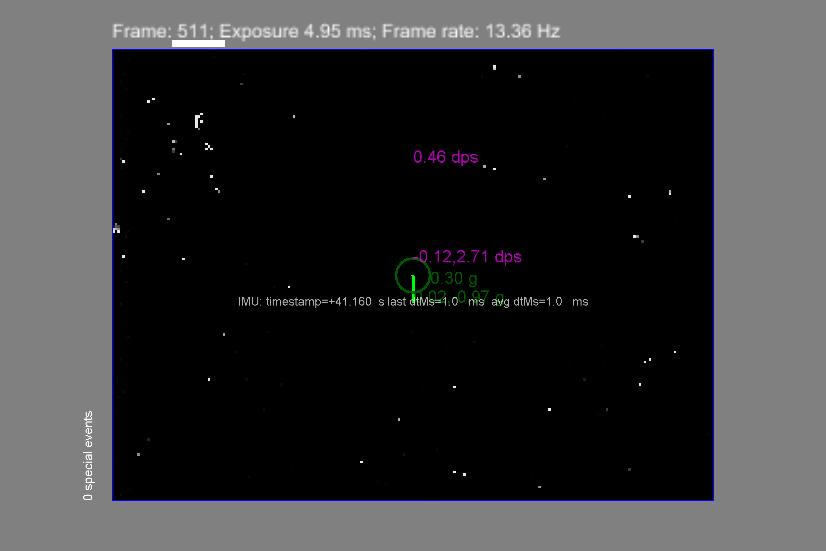 Frame: 511; Exposure 4.95 ms; Frame rate: 13.36 Hz
0.46 dps
-0.12,2.71 dps
0.30 g
IMU: timestamp=+41.160 s last dtMs=1.0 ms avg dtMs=1.0 ms
0 special events